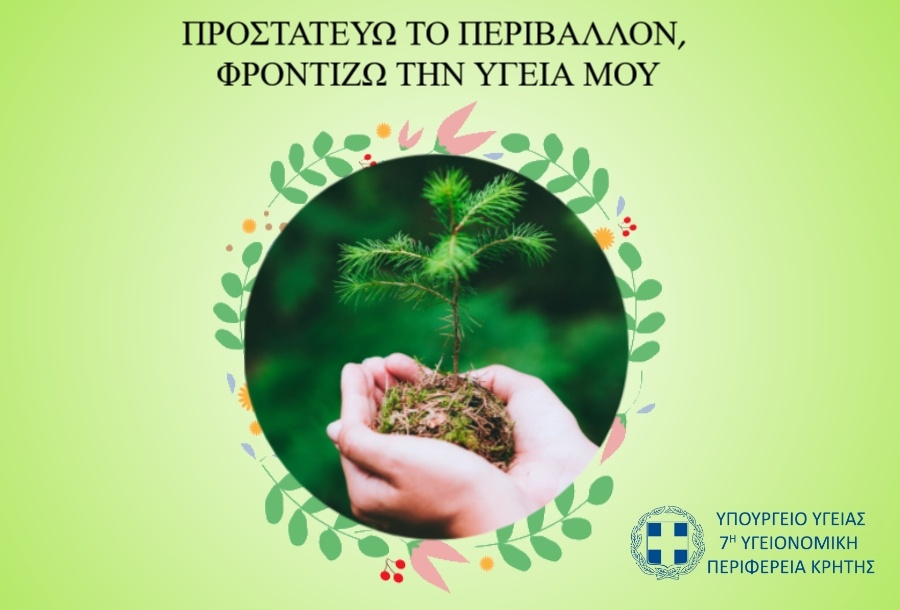 ΠΡΟΣΤΑΤΕΥΩ ΤΟ ΠΕΡΙΒΑΛΛΟΝ,
ΦΡΟΝΤΙΖΩ ΤΗΝ ΥΓΕΙΑ ΜΟΥ
ΥΠΟΥΡΓΕΙΟ ΥΓΕΙΑΣ
7Η ΥΓΕΙΟΝΟΜΙΚΗ
ΠΕΡΙΦΕΡΕΙΑ ΚΡΗΤΗΣ